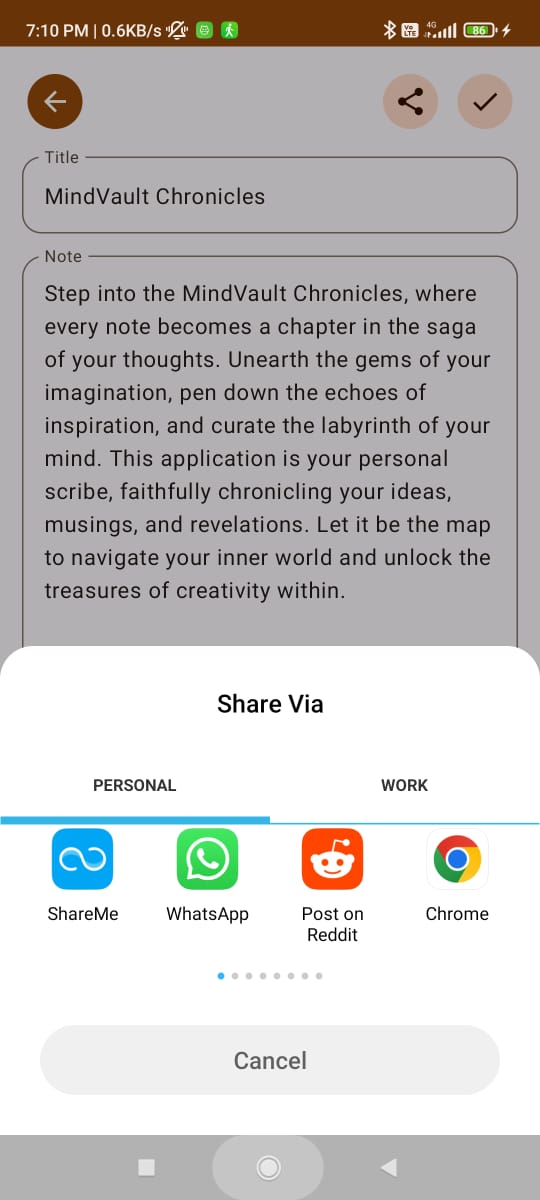 7:10 PM | 0.6KB/s
Vo LTE 4G 86
Title
MindVault Chronicles
Note
Step into the MindVault Chronicles, where
every note becomes a chapter in the saga
of your thoughts. Unearth the gems of your
imagination, pen down the echoes of
inspiration, and curate the labyrinth of your
mind. This application is your personal
scribe, faithfully chronicling your ideas,
musings, and revelations. Let it be the map
to navigate your inner world and unlock the
treasures of creativity within.
Share Via
PERSONAL WORK
ShareMe WhatsApp Post on Chrome
Reddit
Cancel